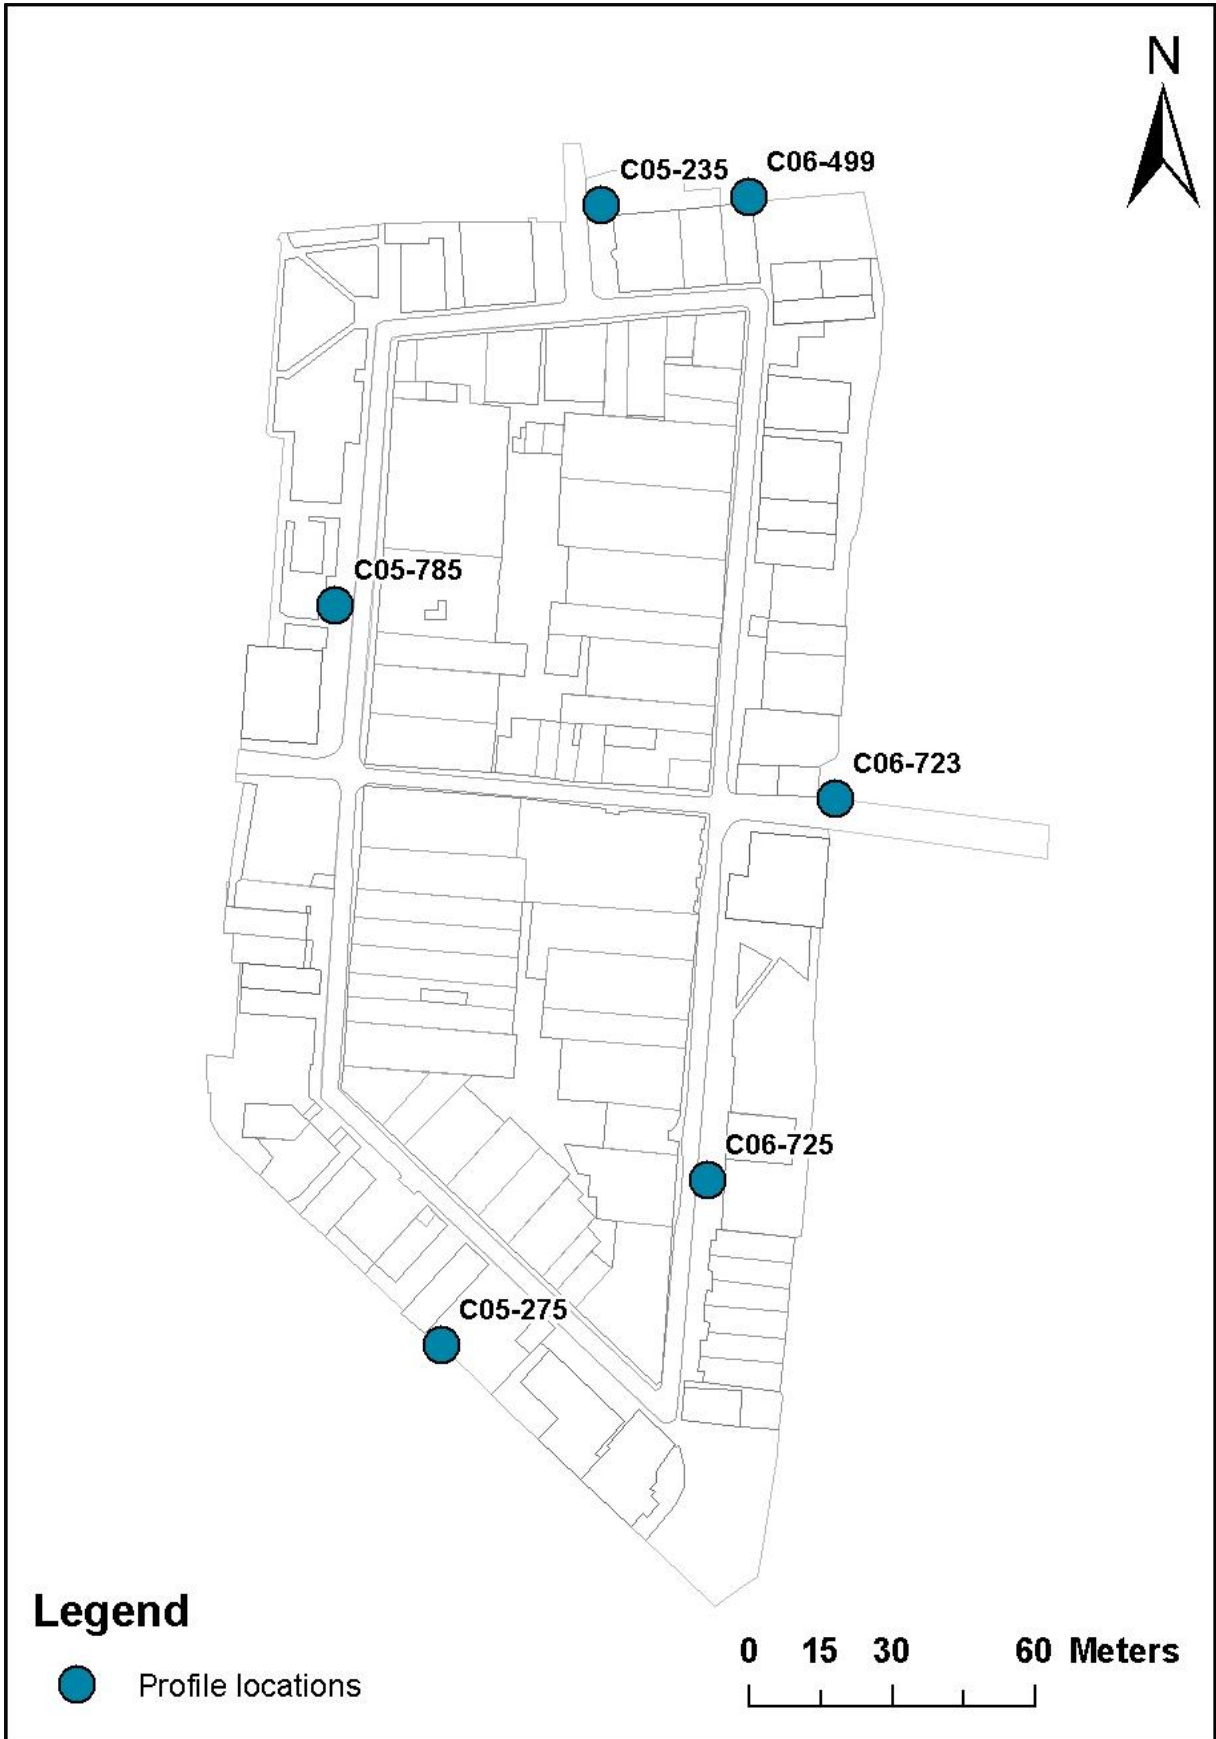 N
C05-235
C06-499
C05-785
C06-723
C06-725
C05-275
Legend
Profile locations
0 15 30 60 Meters